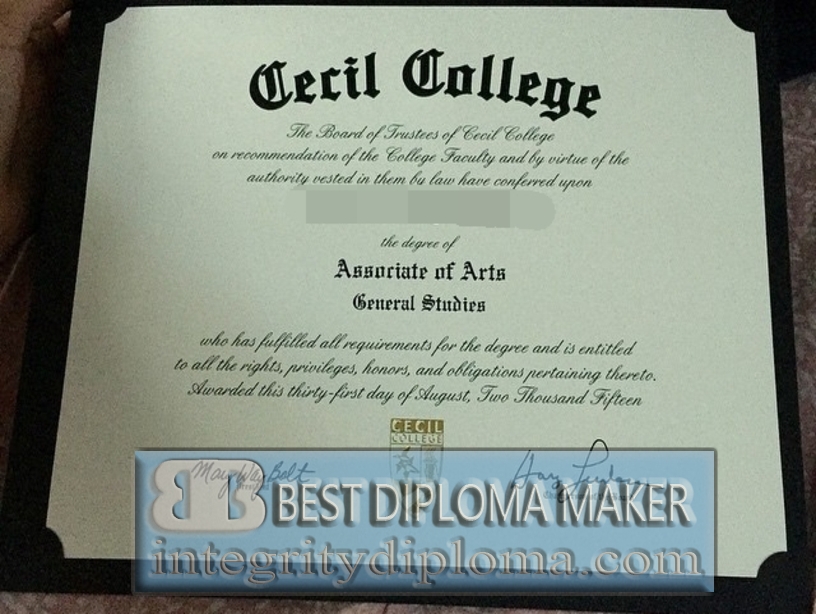 Cecil College
The Board of Trustees of Cecil College
on recommendation of the College Faculty and by virtue of the
authority vested in them by law have conferred upon
the degree of
Associate of Arts
General Studies
who has fulfilled all requirements for the degree and is entitled
to all the rights, privileges, honors, and obligations pertaining thereto.
Awarded this thirty-first day of August, Two Thousand Fifteen
CECIL
COLLEGE
Mary Way Bolt
BEST DIPLOMA MAKER
integritydiploma.com